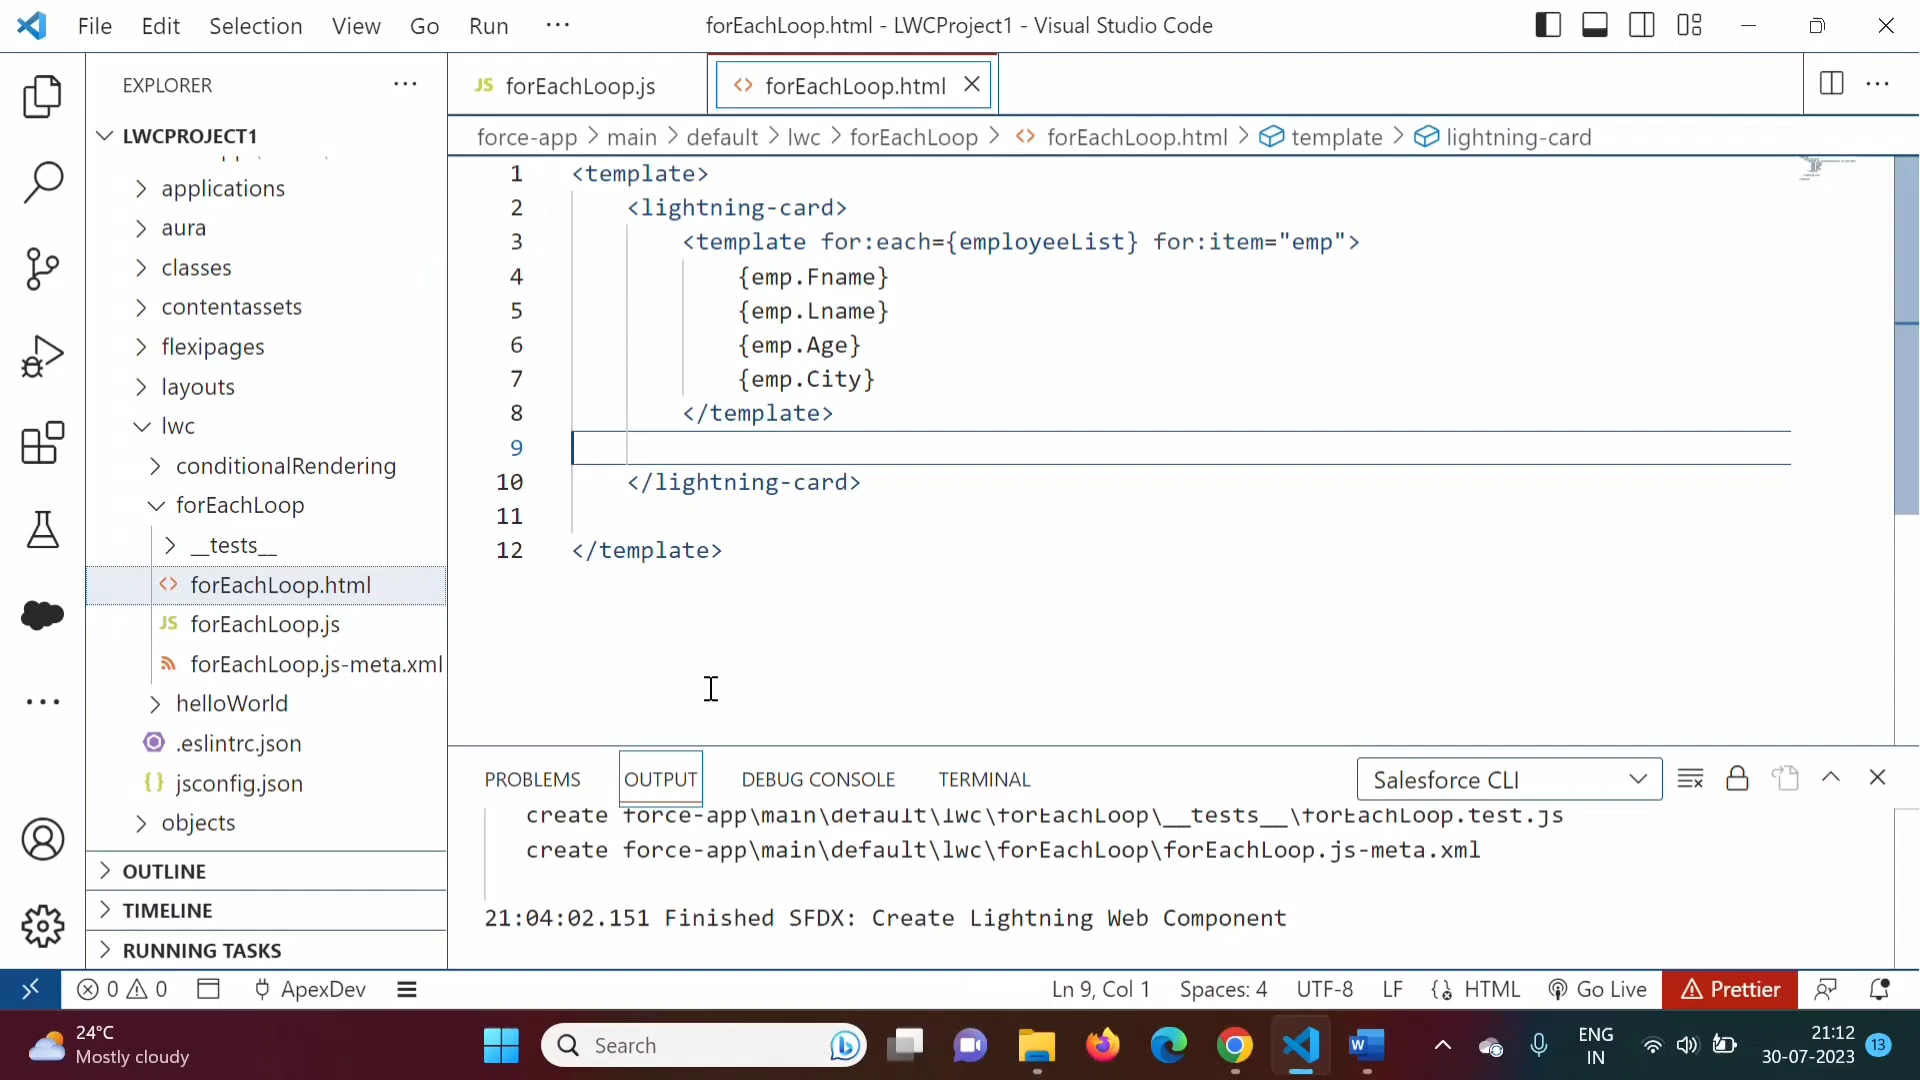 File Edit Selection View Go Run ···
forEachLoop.html - LWCProject1 - Visual Studio Code
EXPLORER
LWCPROJECT1
applications
aura
classes
contentassets
flexipages
layouts
lwc
conditionalRendering
forEachLoop
__tests__
forEachLoop.html
JS forEachLoop.js
forEachLoop.js-meta.xml
helloWorld
.eslintrc.json
{} jsconfig.json
objects
OUTLINE
TIMELINE
RUNNING TASKS
JS forEachLoop.js
<> forEachLoop.html
force-app > main > default > lwc > forEachLoop > <> forEachLoop.html > template > lightning-card
1 <template>
2 <lightning-card>
3 <template for:each={employeeList} for:item="emp">
4 {emp.Fname}
5 {emp.Lname}
6 {emp.Age}
7 {emp.City}
8 </template>
9
10 </lightning-card>
11
12 </template>
PROBLEMS OUTPUT DEBUG CONSOLE TERMINAL
Salesforce CLI
create force-app\main\default\lwc\forEachLoop\__tests__\forEachLoop.test.js
create force-app\main\default\lwc\forEachLoop\forEachLoop.js-meta.xml
21:04:02.151 Finished SFDX: Create Lightning Web Component
0 0 ApexDev
Ln 9, Col 1 Spaces: 4 UTF-8 LF HTML Go Live Prettier
24°C
Mostly cloudy
Search
W
ENG
IN
21:12
30-07-2023
13